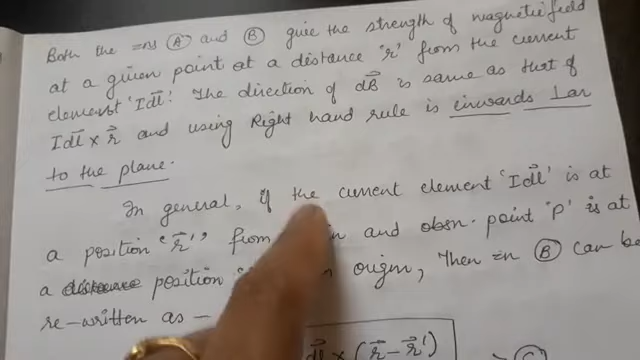 Both the =ns Ⓐ and Ⓑ give the strength of magnetic field
at a given point at a distance 'r' from the current
element 'Idl⃗'. The direction of dB⃗ is same as that of
Idl⃗ × r⃗ and using Right hand rule is inwards ⊥ar
to the plane.
In general, if the current element 'Idl⃗' is at
a position 'r⃗'' from and obsn. point 'P' is at
a position origin, Then =n Ⓑ can be
re-written as -
dl⃗ × (r⃗ - r⃗')